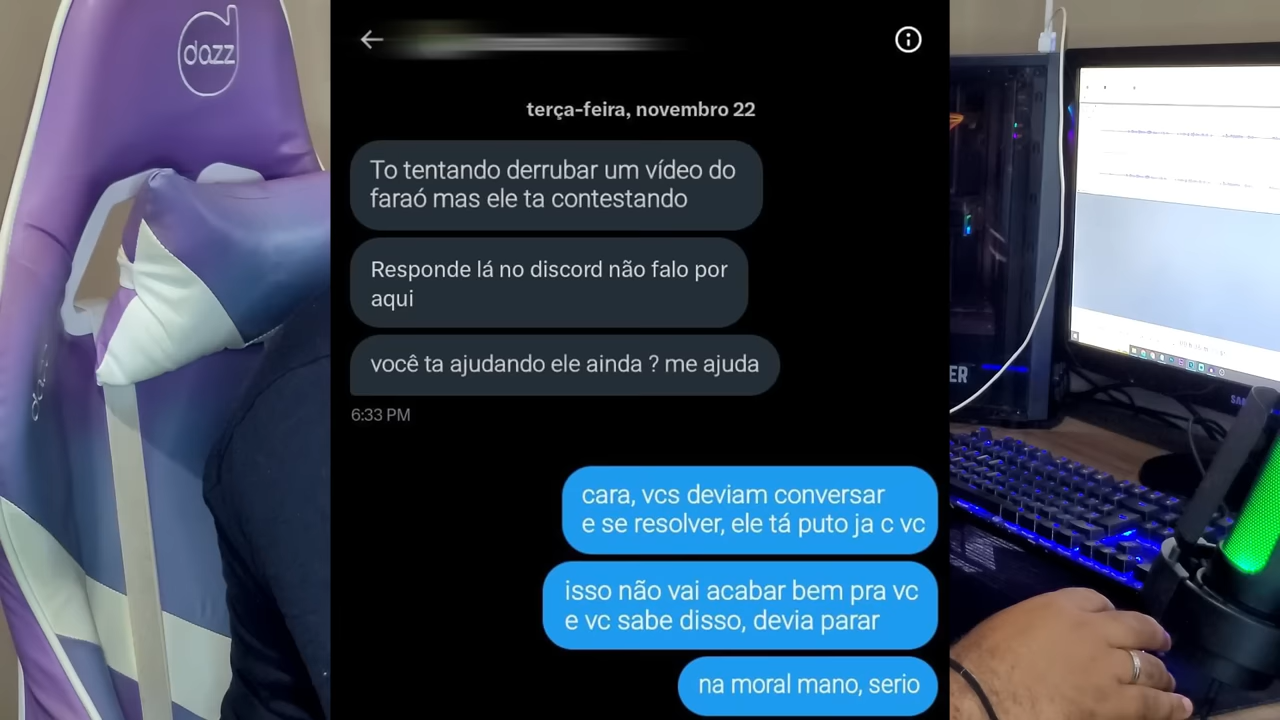 dazz
terça-feira, novembro 22
To tentando derrubar um vídeo do
faraó mas ele ta contestando
Responde lá no discord não falo por
aqui
você ta ajudando ele ainda ? me ajuda
6:33 PM
cara, vcs deviam conversar
e se resolver, ele tá puto ja c vc
isso não vai acabar bem pra vc
e vc sabe disso, devia parar
na moral mano, serio
dazz
ER